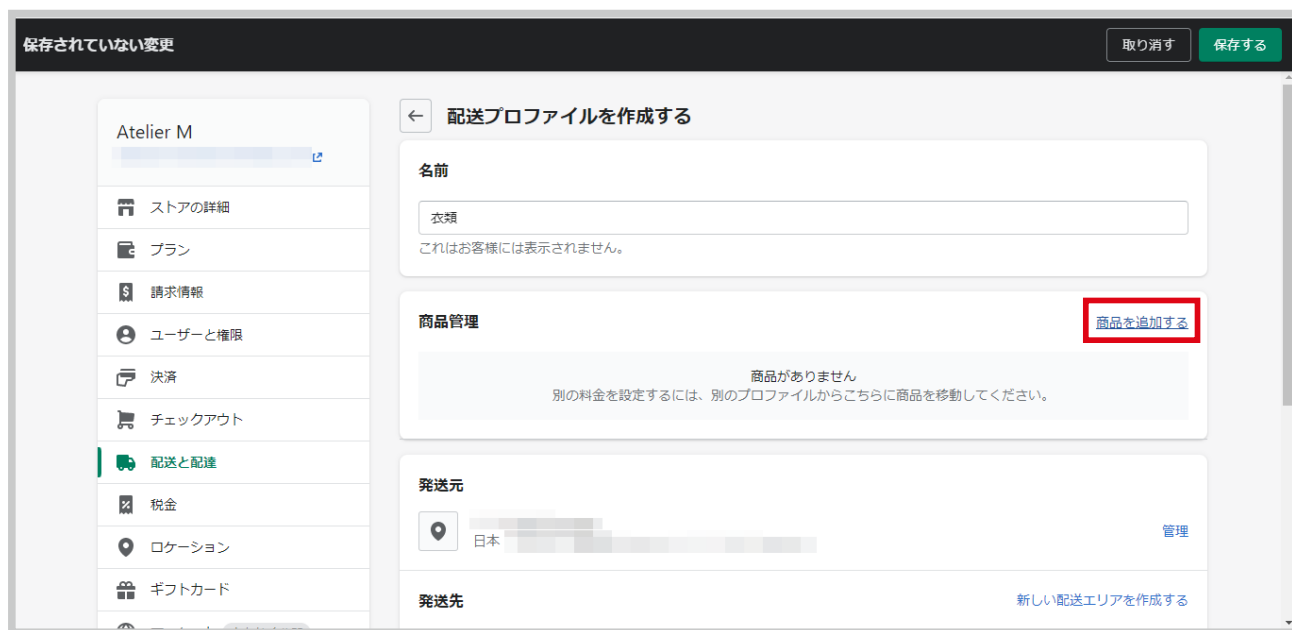 保存されていない変更
取り消す
保存する
Atelier M
ストアの詳細
プラン
請求情報
ユーザーと権限
決済
チェックアウト
配送と配達
税金
ロケーション
ギフトカード
配送プロファイルを作成する
名前
衣類
これはお客様には表示されません。
商品管理
商品を追加する
商品がありません
別の料金を設定するには、別のプロファイルからこちらに商品を移動してください。
発送元
日本
管理
発送先
新しい配送エリアを作成する